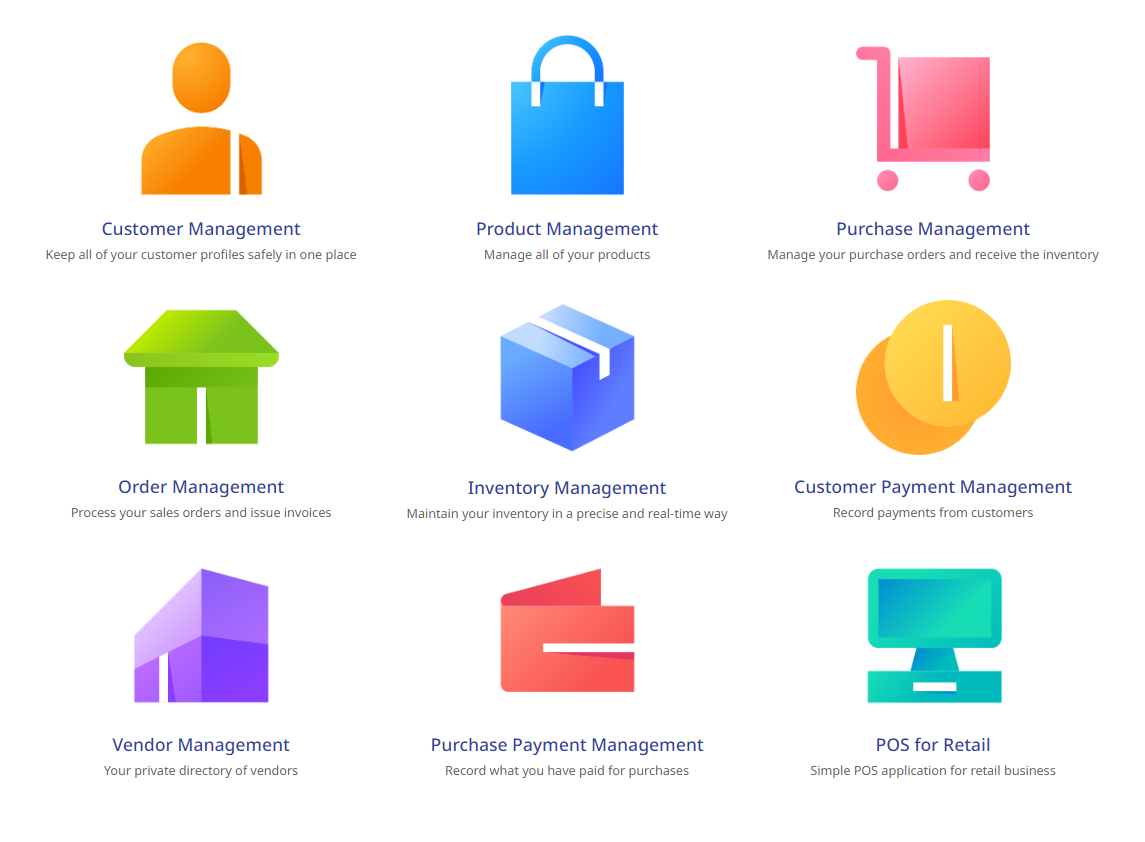 Customer Management
Keep all of your customer profiles safely in one place
Product Management
Manage all of your products
Purchase Management
Manage your purchase orders and receive the inventory
Order Management
Process your sales orders and issue invoices
Inventory Management
Maintain your inventory in a precise and real-time way
Customer Payment Management
Record payments from customers
Vendor Management
Your private directory of vendors
Purchase Payment Management
Record what you have paid for purchases
POS for Retail
Simple POS application for retail business